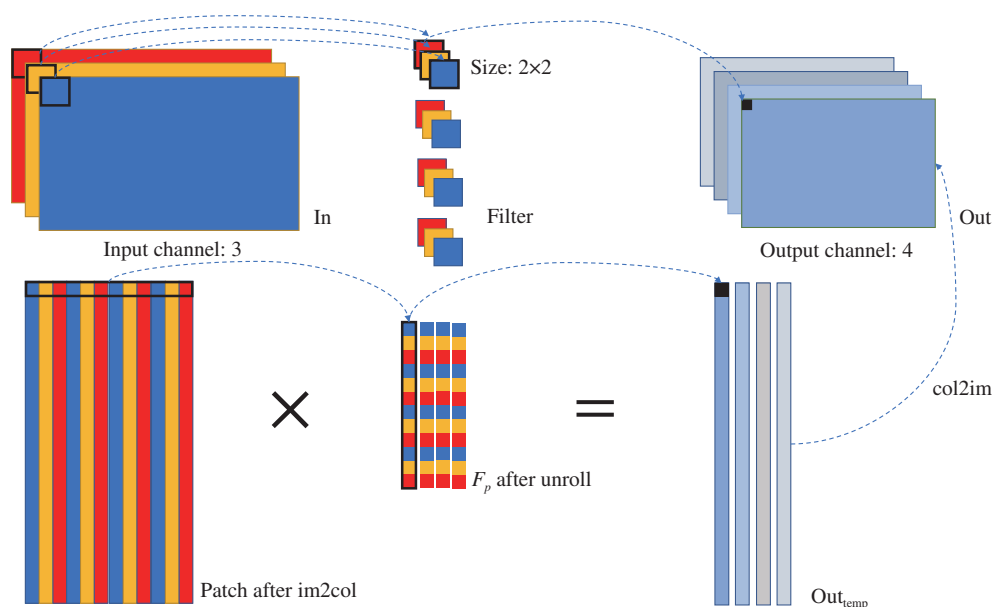 Size: 2×2
In
Filter
Out
Input channel: 3
Output channel: 4
×
=
col2im
F_p after unroll
Patch after im2col
Out_temp